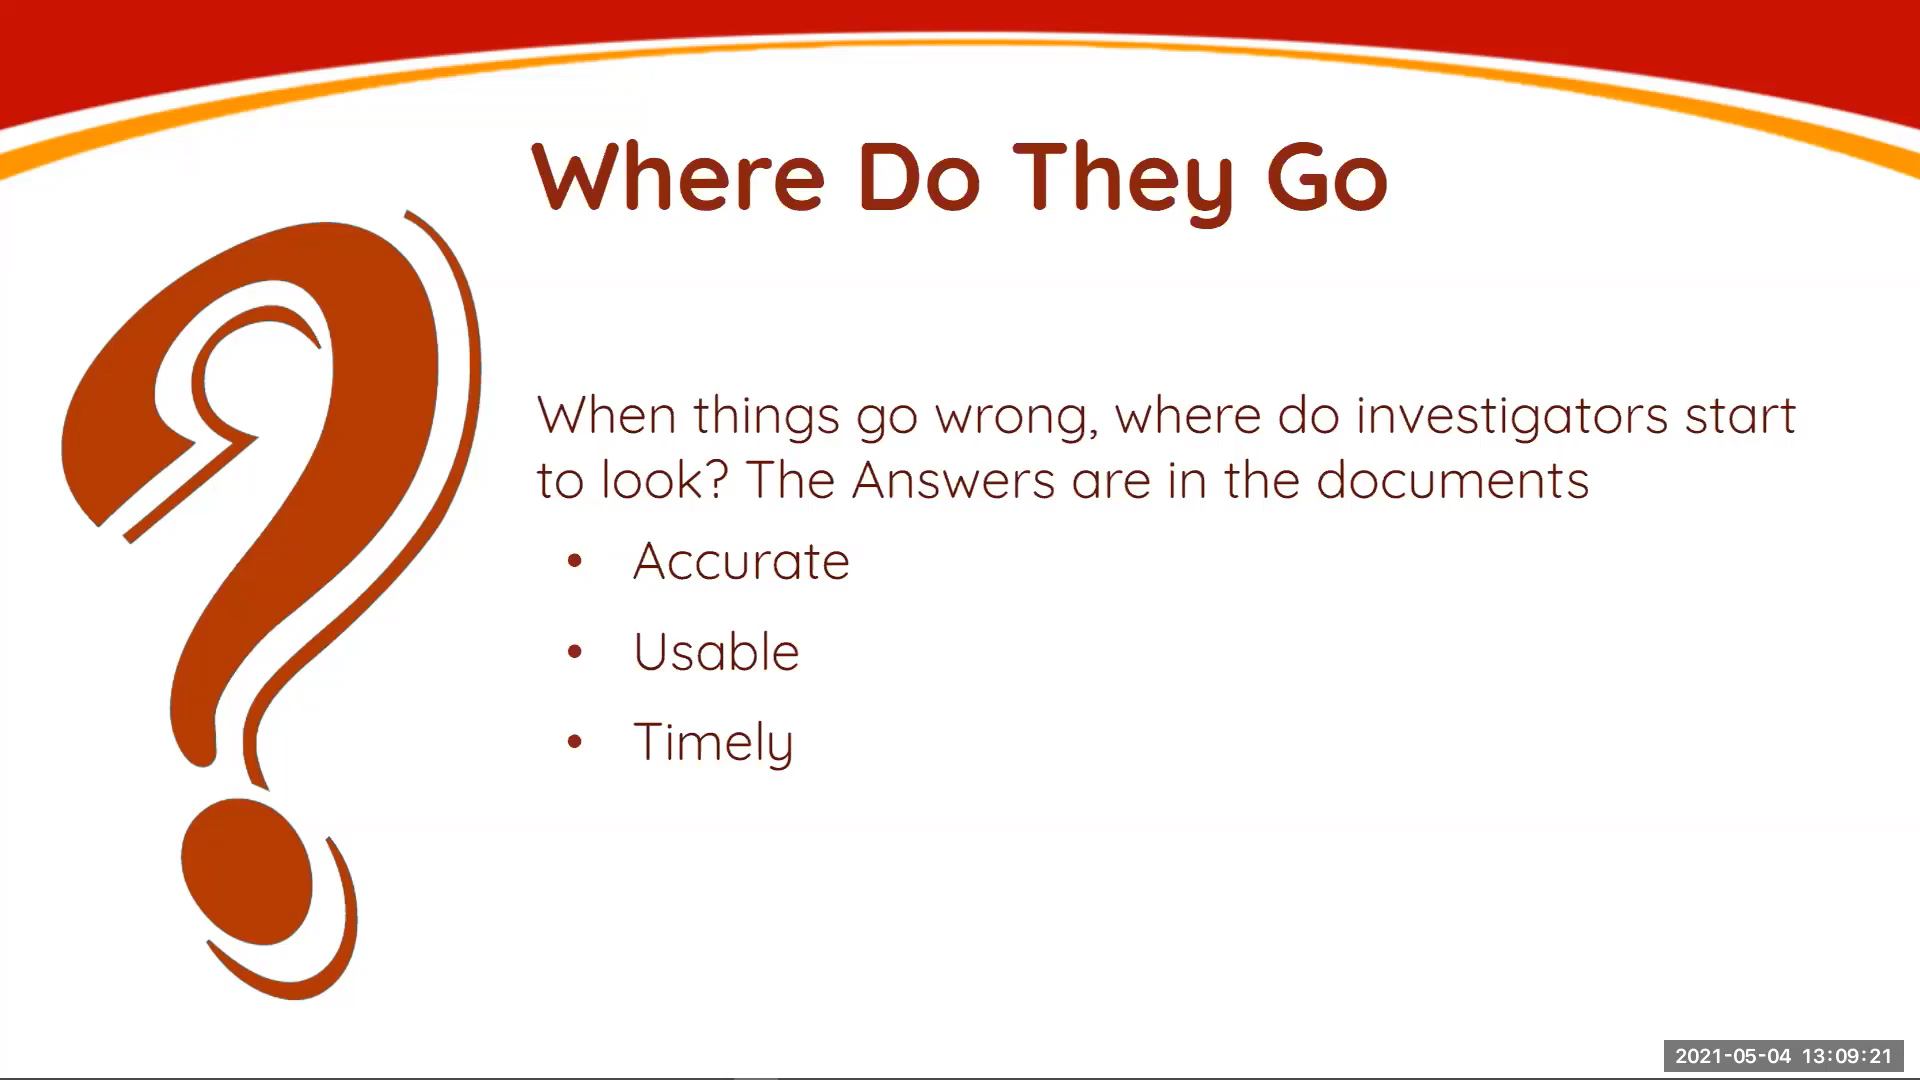 Where Do They Go
When things go wrong, where do investigators start
to look? The Answers are in the documents
• Accurate
• Usable
• Timely
2021-05-04 13:09:21